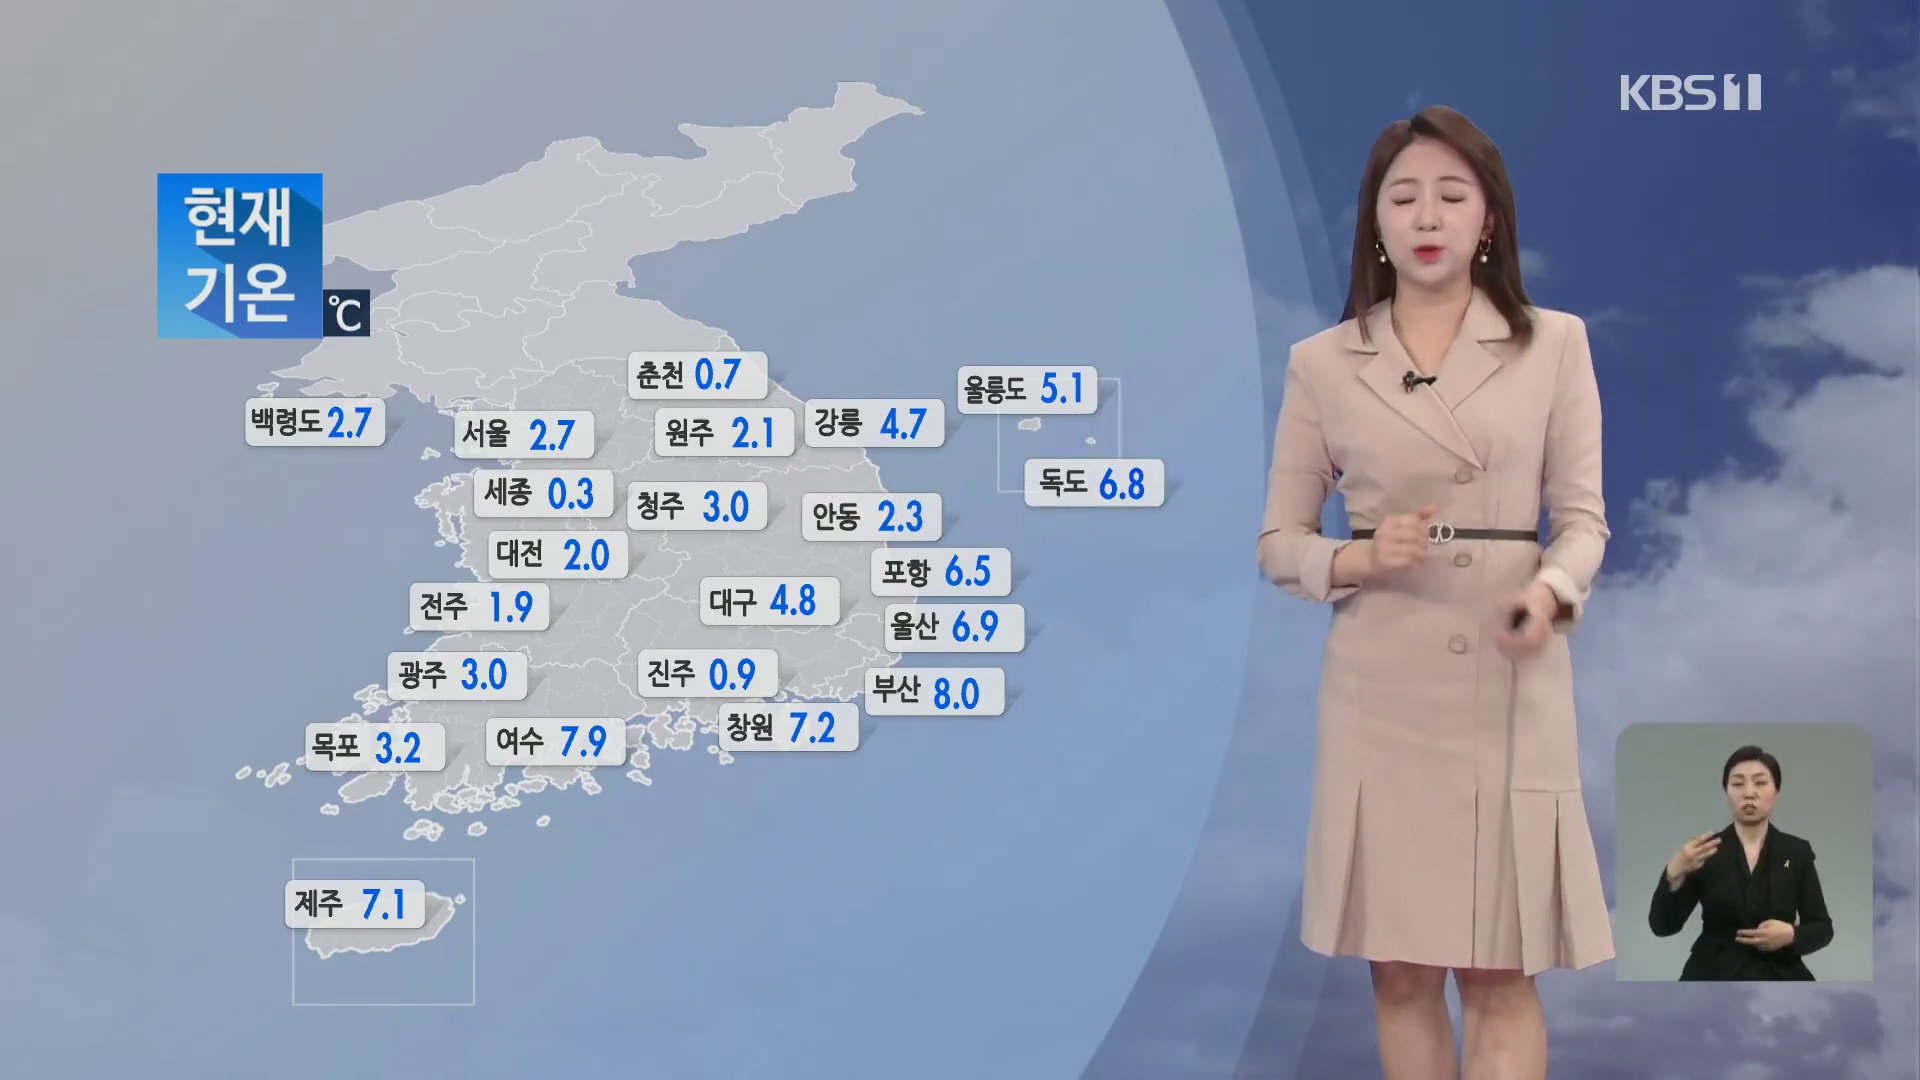 KBS 1
현재
기온
℃
춘천 0.7
울릉도 5.1
백령도 2.7
서울 2.7
원주 2.1
강릉 4.7
독도 6.8
세종 0.3
청주 3.0
안동 2.3
대전 2.0
포항 6.5
전주 1.9
대구 4.8
울산 6.9
광주 3.0
진주 0.9
부산 8.0
목포 3.2
여수 7.9
창원 7.2
제주 7.1